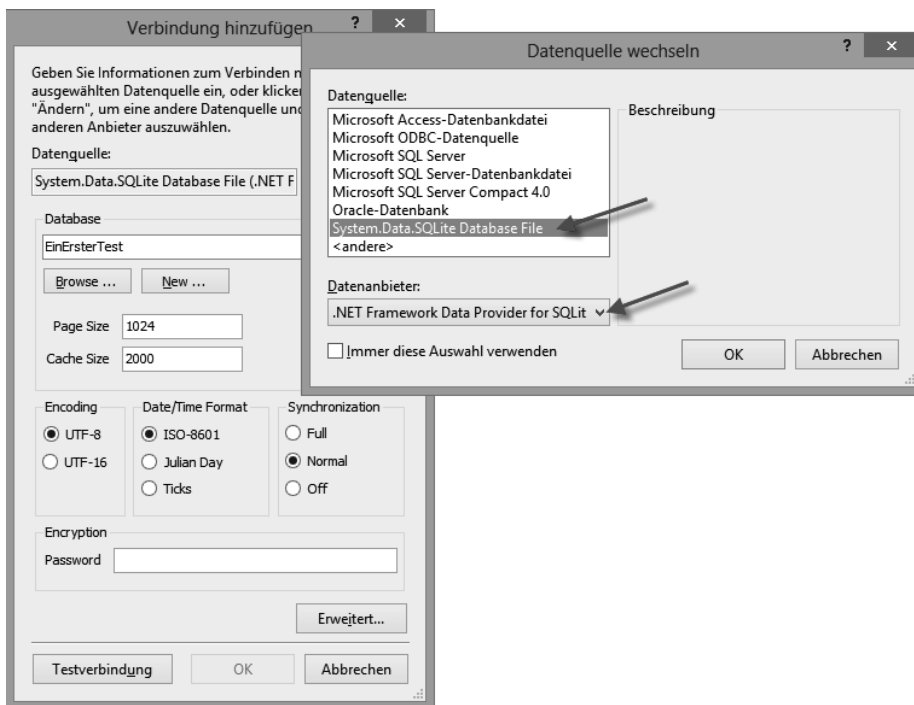 Verbindung hinzufügen
?
×
Geben Sie Informationen zum Verbinden
ausgewählten Datenquelle ein, oder
"Ändern", um eine andere Datenquelle
anderen Anbieter auszuwählen.
Datenquelle:
System.Data.SQLite Database File (.NET F
Database
EinErsterTest
Browse ...
New ...
Page Size
1024
Cache Size
2000
Encoding
UTF-8
UTF-16
Date/Time Format
ISO-8601
Julian Day
Ticks
Synchronization
Full
Normal
Off
Encryption
Password
Erweitert...
Testverbindung
OK
Abbrechen
Datenquelle wechseln
?
×
Datenquelle:
Microsoft Access-Datenbankdatei
Microsoft ODBC-Datenquelle
Microsoft SQL Server
Microsoft SQL Server-Datenbankdatei
Microsoft SQL Server Compact 4.0
Oracle-Datenbank
System.Data.SQLite Database File
<andere>
Beschreibung
Datenanbieter:
.NET Framework Data Provider for SQLit
Immer diese Auswahl verwenden
OK
Abbrechen